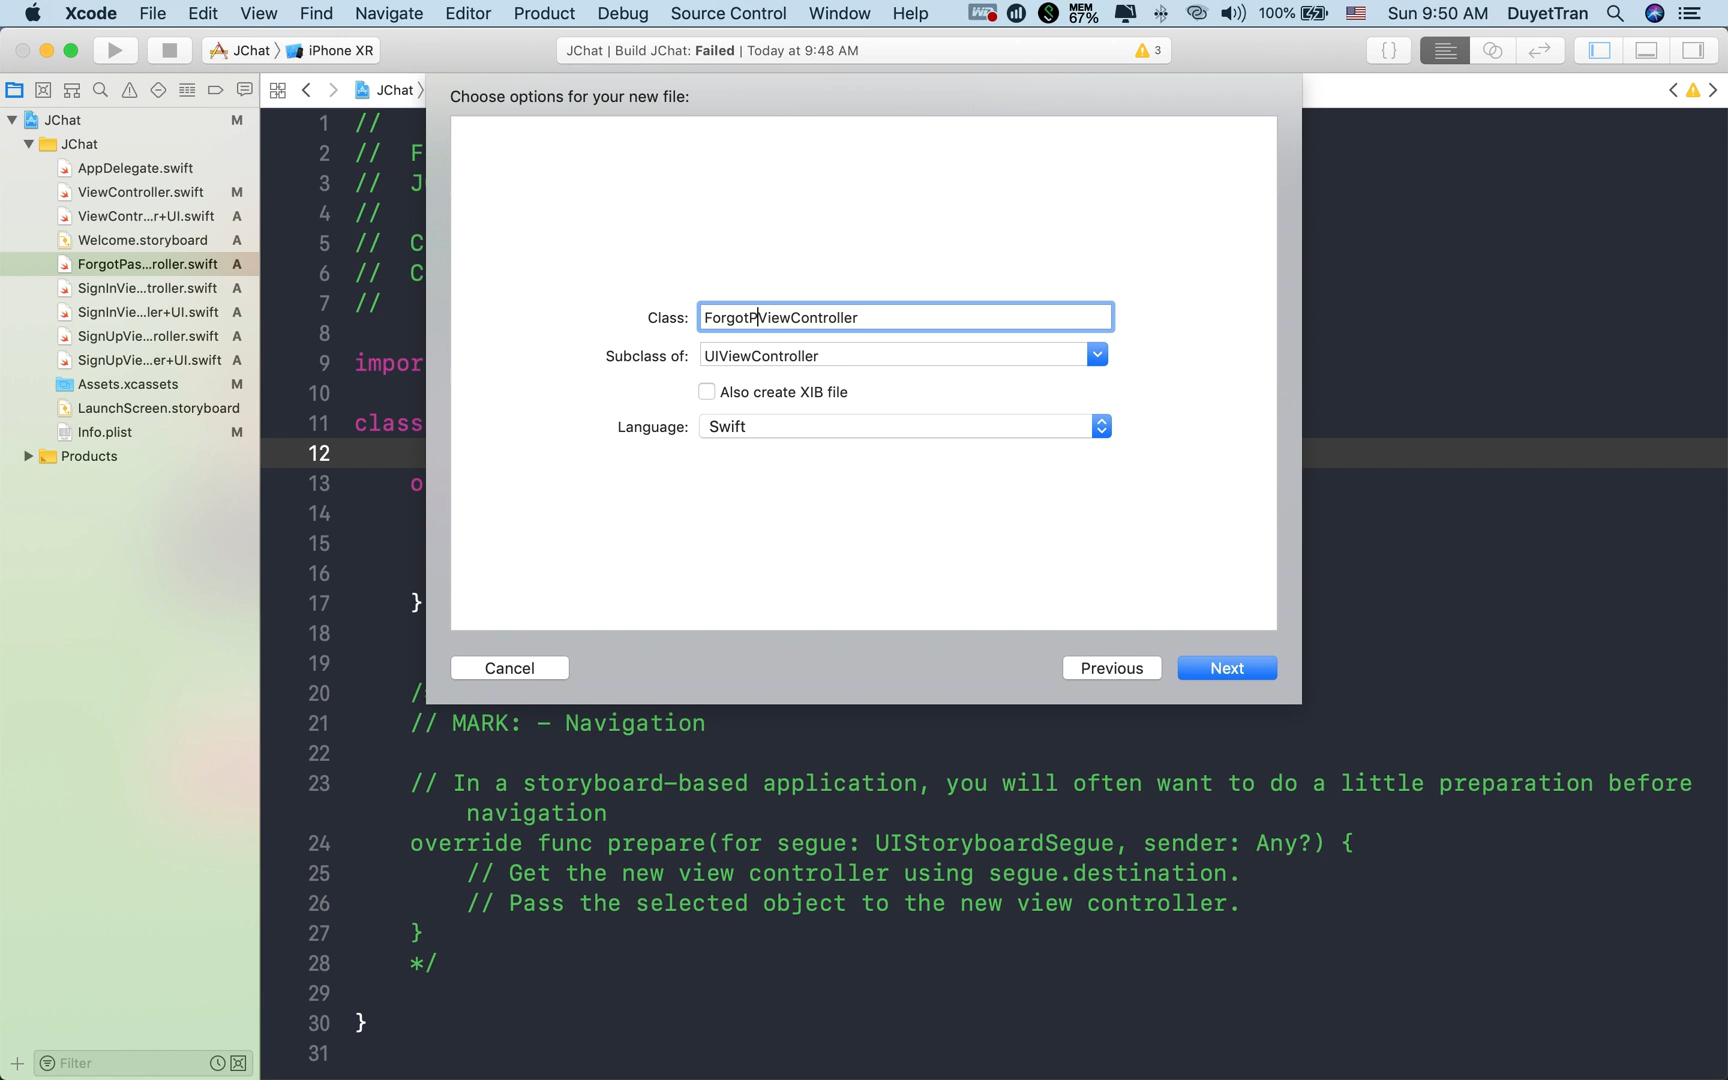 Xcode File Edit View Find Navigate Editor Product Debug Source Control Window Help MEM 67% 100% Sun 9:50 AM DuyetTran
JChat iPhone XR JChat | Build JChat: Failed | Today at 9:48 AM 3 {}
JChat
JChat M
JChat
AppDelegate.swift
ViewController.swift M
ViewContr...r+UI.swift A
Welcome.storyboard A
ForgotPas...roller.swift A
SignInVie...troller.swift A
SignInVie...ler+UI.swift A
SignUpVie...roller.swift A
SignUpVie...er+UI.swift A
Assets.xcassets M
LaunchScreen.storyboard
Info.plist M
Products
Filter
Choose options for your new file:
Class: ForgotPViewController
Subclass of: UIViewController
Also create XIB file
Language: Swift
Cancel Previous Next
1 //
2 // F
3 // J
4 //
5 // C
6 // C
7 //
8
9 impor
10
11 class
12
13 o
14
15
16
17 }
18
19
20 /*
21 // MARK: - Navigation
22
23 // In a storyboard-based application, you will often want to do a little preparation before
navigation
24 override func prepare(for segue: UIStoryboardSegue, sender: Any?) {
25 // Get the new view controller using segue.destination.
26 // Pass the selected object to the new view controller.
27 }
28 */
29
30 }
31